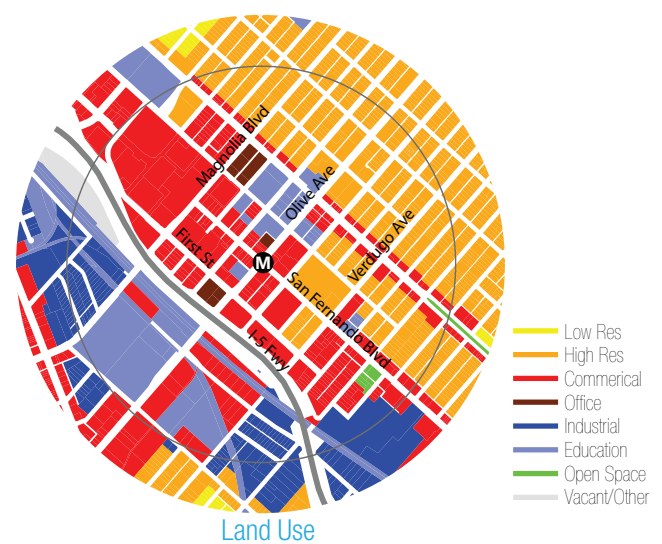 Magnolia Blvd
Olive Ave
First St
Verdugo Ave
M
San Fernando Blvd
I-5 Fwy
Low Res
High Res
Commerical
Office
Industrial
Education
Open Space
Vacant/Other
Land Use